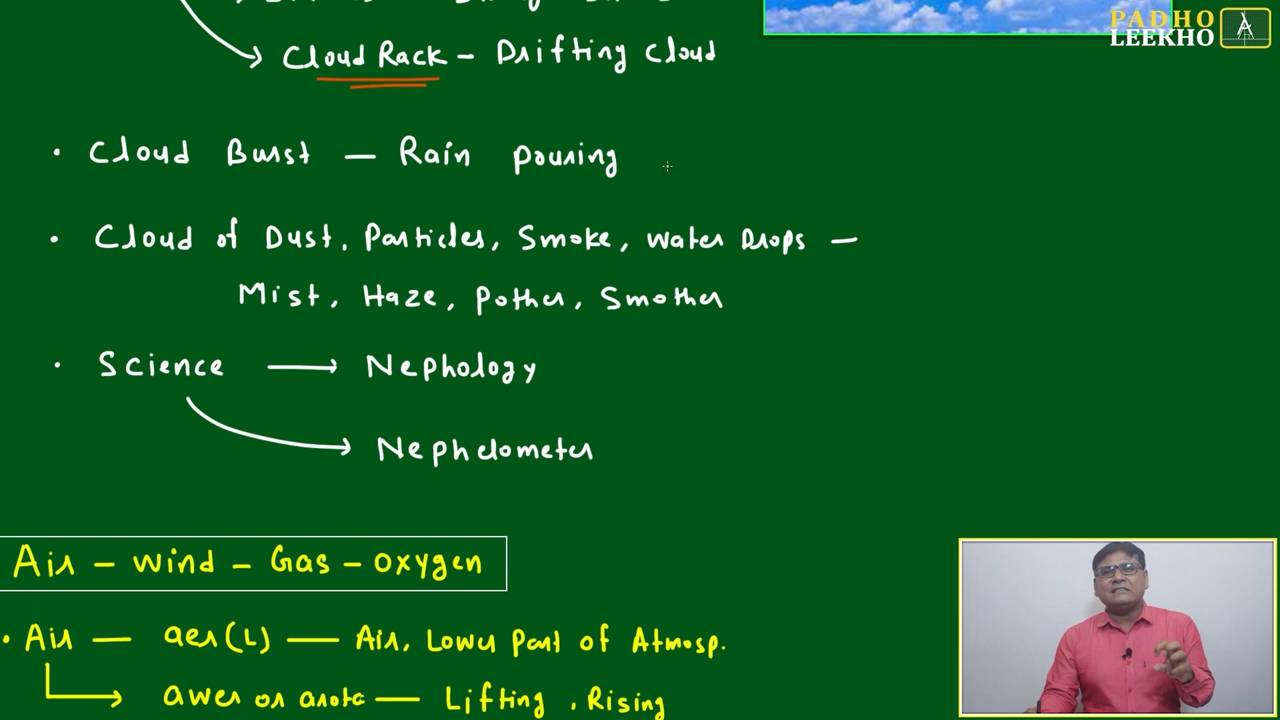 PADHO
LEEKHO
Cloud Rack - Drifting Cloud
• Cloud Burst — Rain pouring
• Cloud of Dust, Particles, Smoke, Water Drops —
Mist, Haze, Pother, Smother
• Science → Nephology
→ Nephelometer
Air - wind - Gas - oxygen
• Air — aer(L) — Air, Lower Part of Atmosp.
→ awer or arote — Lifting, Rising